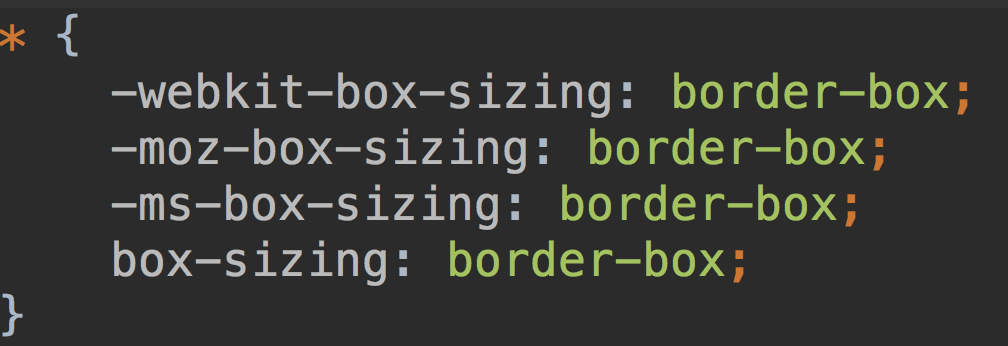 * {
-webkit-box-sizing: border-box;
-moz-box-sizing: border-box;
-ms-box-sizing: border-box;
box-sizing: border-box;
}